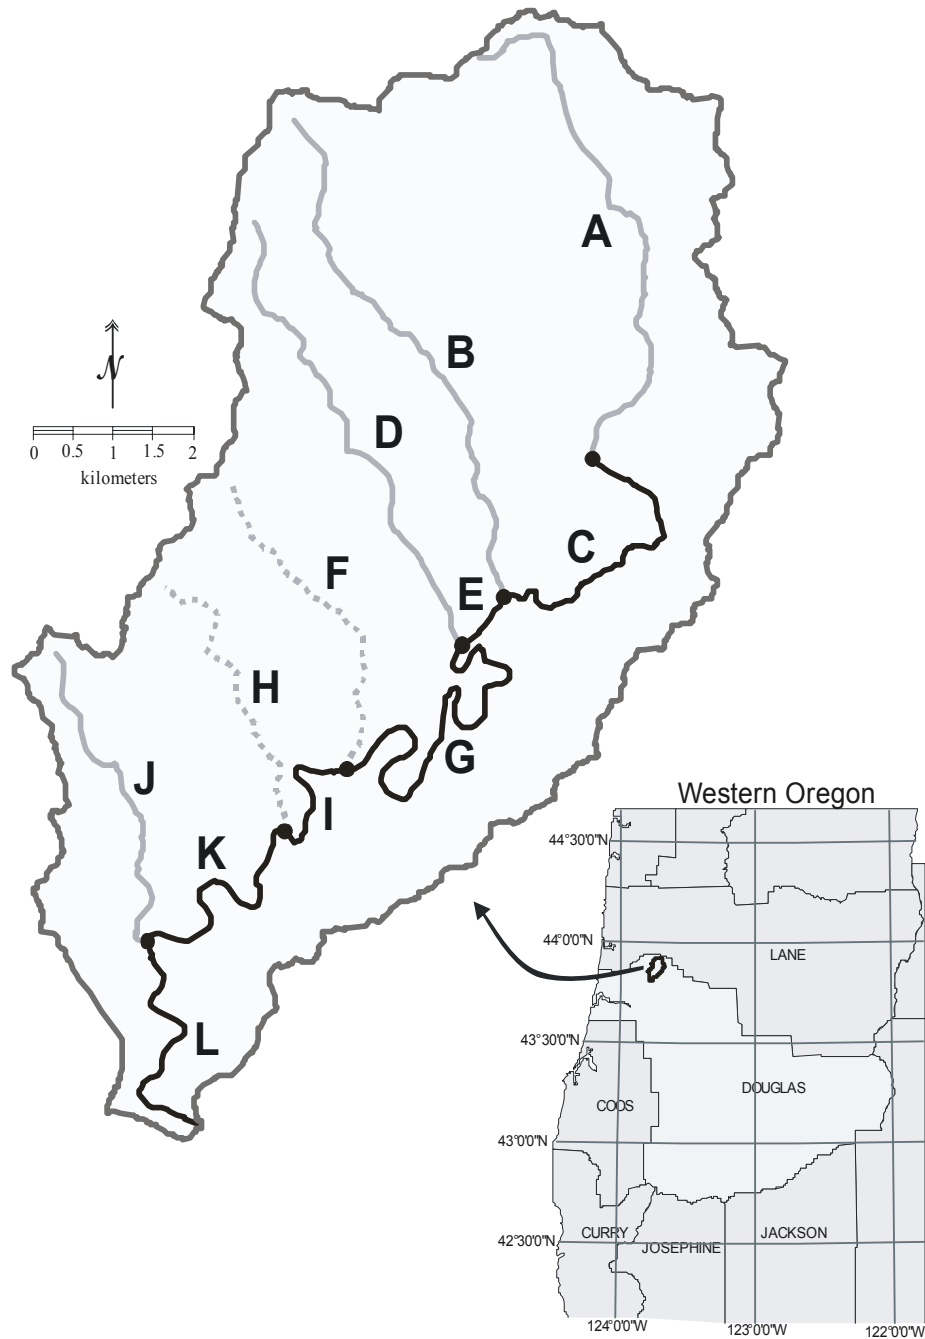 A
B
N
D
0 0.5 1 1.5 2
kilometers
C
F
E
H
G
J
I
K
Western Oregon
44°30'0"N
44°0'0"N
LANE
L
43°30'0"N
DOUGLAS
COOS
43°0'0"N
CURRY
JACKSON
42°30'0"N
JOSEPHINE
124°0'0"W 123°0'0"W 122°0'0"W